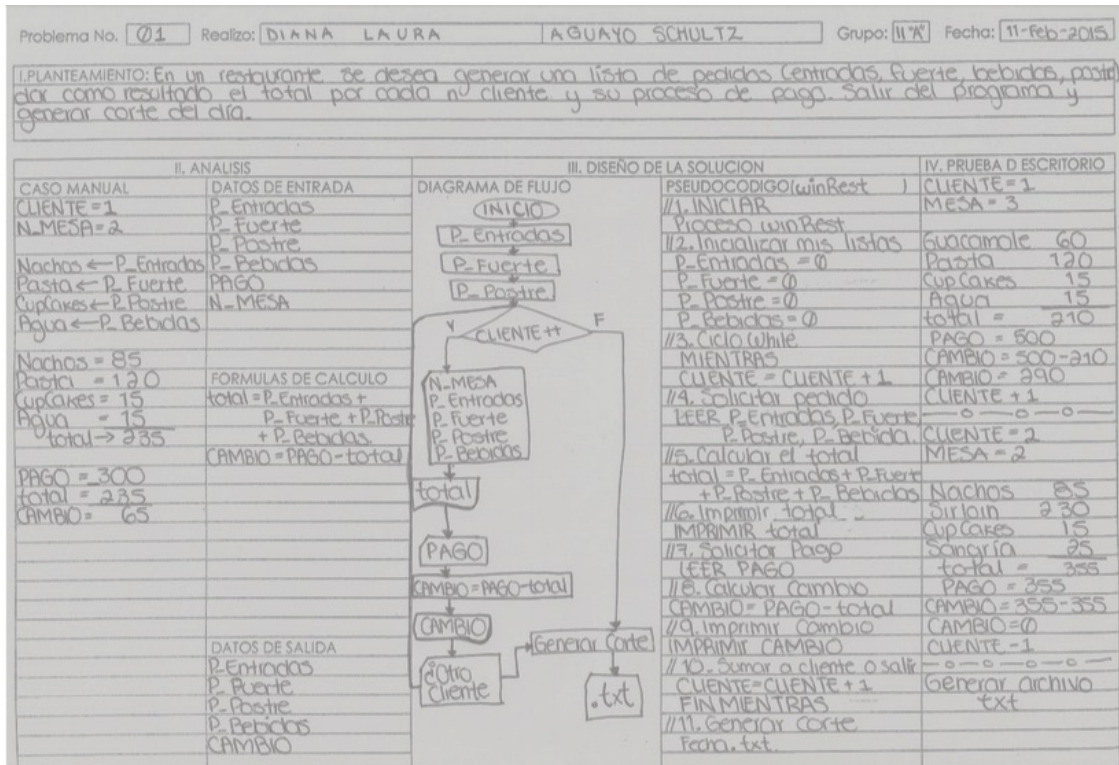 Problema No. 01 Realizo: DIANA LAURA AGUAYO SCHULTZ Grupo: II "A" Fecha: 11-Feb-2015
I.PLANTEAMIENTO: En un restaurante se desea generar una lista de pedidos (entradas, fuerte, bebidas, postre
dar como resultado el total por cada n° cliente y su proceso de pago. Salir del programa y
generar corte del día.
II. ANALISIS
CASO MANUAL
CLIENTE = 1
N_MESA = 2
Nachos ← P_Entradas
Pasta ← P_Fuerte
CupCakes ← P_Postre
Agua ← P_Bebidas
Nachos = 85
Pasta = 120
CupCakes = 15
Agua = 15
total → 235
PAGO = 300
total = 235
CAMBIO = 65
DATOS DE ENTRADA
P_Entradas
P_Fuerte
P_Postre
P_Bebidas
PAGO
N_MESA
FORMULAS DE CALCULO
total = P_Entradas +
P_Fuerte + P_Postre
+ P_Bebidas.
CAMBIO = PAGO - total
DATOS DE SALIDA
P_Entradas
P_Fuerte
P_Postre
P_Bebidas
CAMBIO
III. DISEÑO DE LA SOLUCION
DIAGRAMA DE FLUJO
INICIO
P_Entradas
P_Fuerte
P_Postre
CLIENTE ++
V
F
N_MESA
P_Entradas
P_Fuerte
P_Postre
P_Bebidas
total
PAGO
CAMBIO = PAGO - total
CAMBIO
¿Otro
Cliente
Generar Corte
.txt
PSEUDOCODIGO (winRest )
//1. INICIAR
Proceso winRest
//2. Inicializar mis listas
P_Entradas = 0
P_Fuerte = 0
P_Postre = 0
P_Bebidas = 0
//3. Ciclo While
MIENTRAS
CLIENTE = CLIENTE + 1
//4. Solicitar pedido
LEER P_Entradas, P_Fuerte
P_Postre, P_Bebida.
//5. Calcular el total
total = P_Entradas + P_Fuerte
+ P_Postre + P_Bebidas
//6. Imprimir total
IMPRIMIR total
//7. Solicitar Pago
LEER PAGO
//8. Calcular Cambio
CAMBIO = PAGO - total
//9. Imprimir Cambio
IMPRIMIR CAMBIO
//10. Sumar a cliente o salir
CLIENTE = CLIENTE + 1
FIN MIENTRAS
//11. Generar Corte
Fecha.txt
IV. PRUEBA D ESCRITORIO
CLIENTE = 1
MESA = 3
Guacamole 60
Pasta 120
CupCakes 15
Agua 15
total = 210
PAGO = 500
CAMBIO = 500-210
CAMBIO = 290
CLIENTE + 1
CLIENTE = 2
MESA = 2
Nachos 85
Sirloin 230
CupCakes 15
Sangría 25
total = 355
PAGO = 355
CAMBIO = 355-355
CAMBIO = 0
CLIENTE -1
Generar archivo
txt